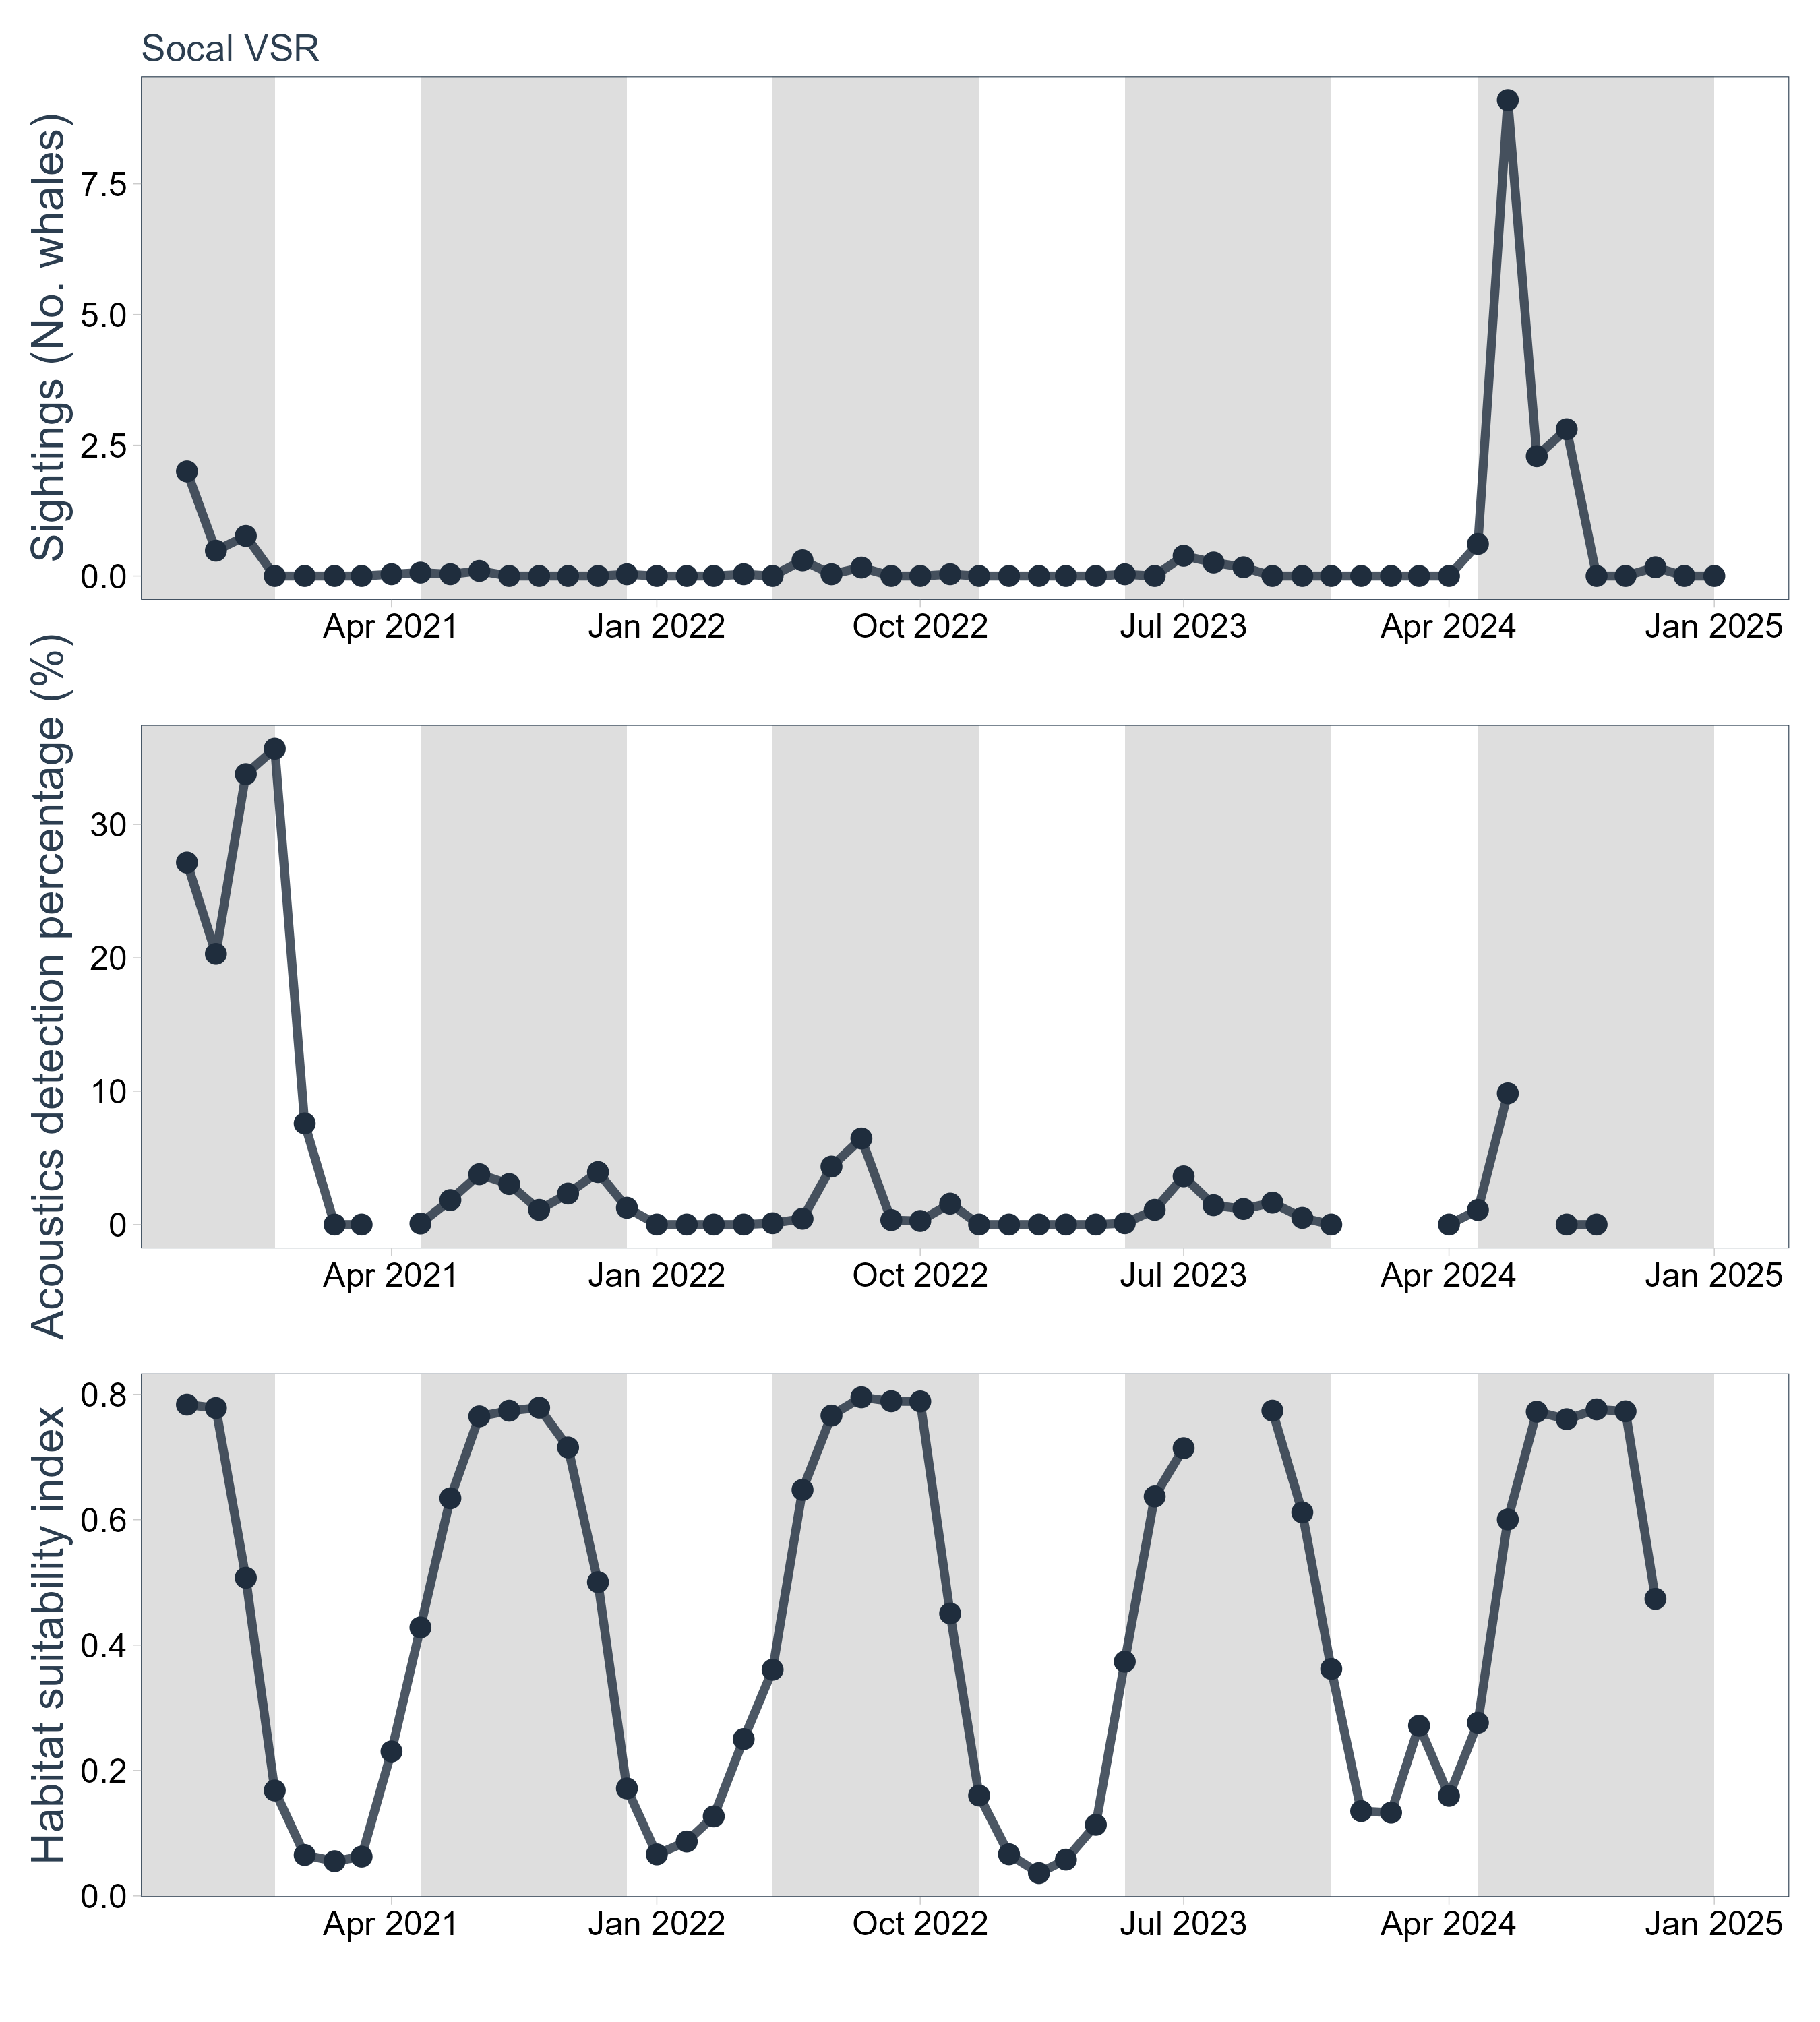 Socal VSR
Sightings (No. whales)
7.5
5.0
2.5
0.0
Apr 2021 Jan 2022 Oct 2022 Jul 2023 Apr 2024 Jan 2025
Acoustics detection percentage (%)
30
20
10
0
Apr 2021 Jan 2022 Oct 2022 Jul 2023 Apr 2024 Jan 2025
Habitat suitability index
0.8
0.6
0.4
0.2
0.0
Apr 2021 Jan 2022 Oct 2022 Jul 2023 Apr 2024 Jan 2025